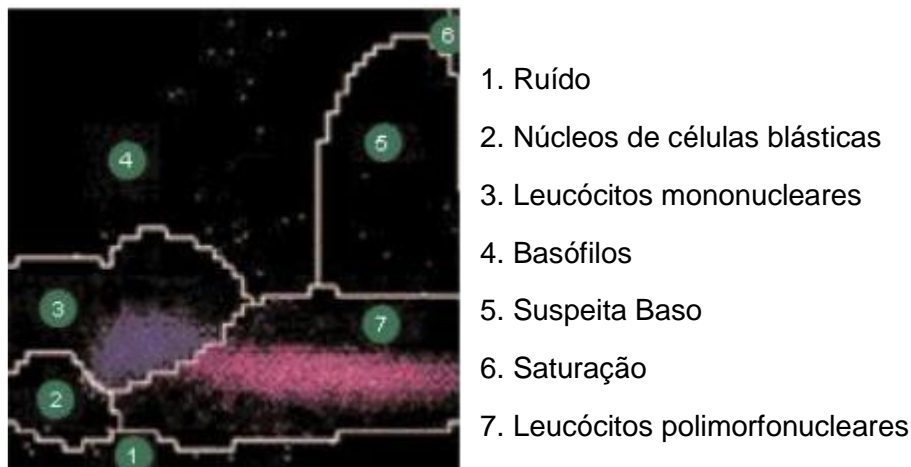 6
5
4
3
7
2
1
1. Ruído
2. Núcleos de células blásticas
3. Leucócitos mononucleares
4. Basófilos
5. Suspeita Baso
6. Saturação
7. Leucócitos polimorfonucleares